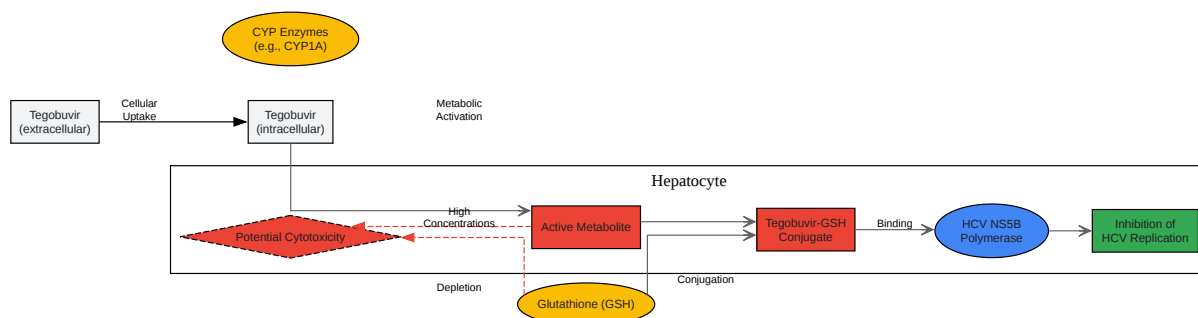 CYP Enzymes
(e.g., CYP1A)
Tegobuvir
(extracellular)
Cellular
Uptake
Tegobuvir
(intracellular)
Metabolic
Activation
Hepatocyte
Potential Cytotoxicity
High
Concentrations
Active Metabolite
Tegobuvir-GSH
Conjugate
Binding
HCV NS5B
Polymerase
Inhibition of
HCV Replication
Depletion
Glutathione (GSH)
Conjugation